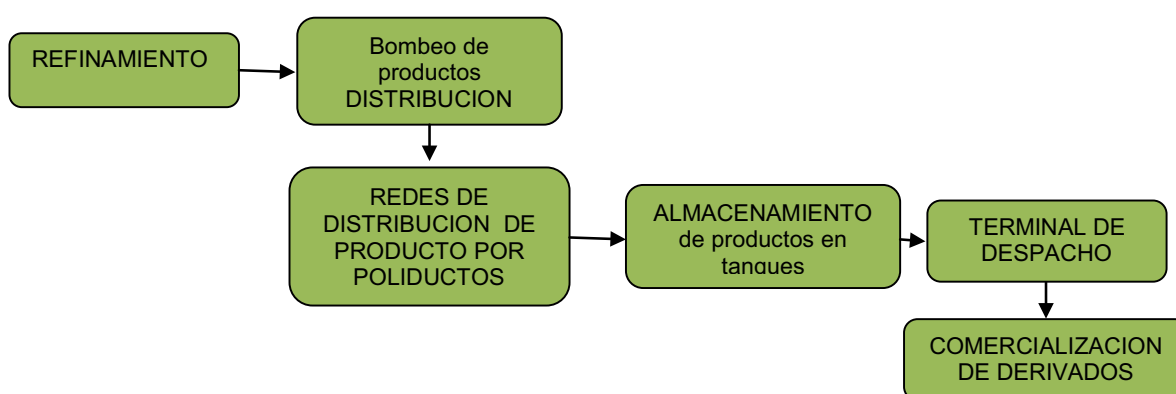 REFINAMIENTO
Bombeo de
productos
DISTRIBUCION
REDES DE
DISTRIBUCION DE
PRODUCTO POR
POLIDUCTOS
ALMACENAMIENTO
de productos en
tanques
TERMINAL DE
DESPACHO
COMERCIALIZACION
DE DERIVADOS